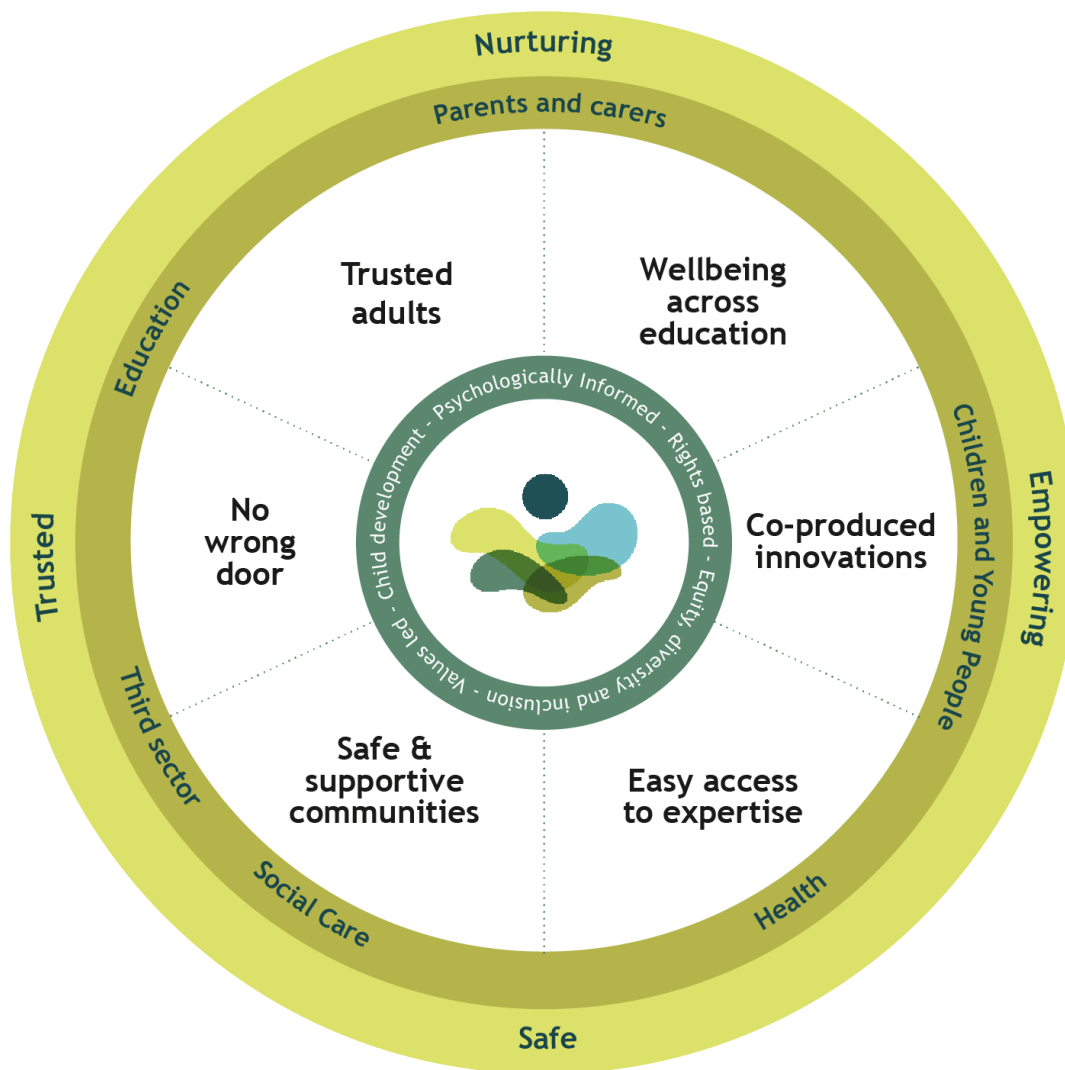 Nurturing
Parents and carers
Trusted
adults
Wellbeing
across
education
Education
Children and Young People
Empowering
Trusted
No
wrong
door
Child development - Psychologically Informed - Rights based - Equity, diversity and inclusion - Values led -
Co-produced
innovations
Third sector
Safe &
supportive
communities
Easy access
to expertise
Social Care
Health
Safe